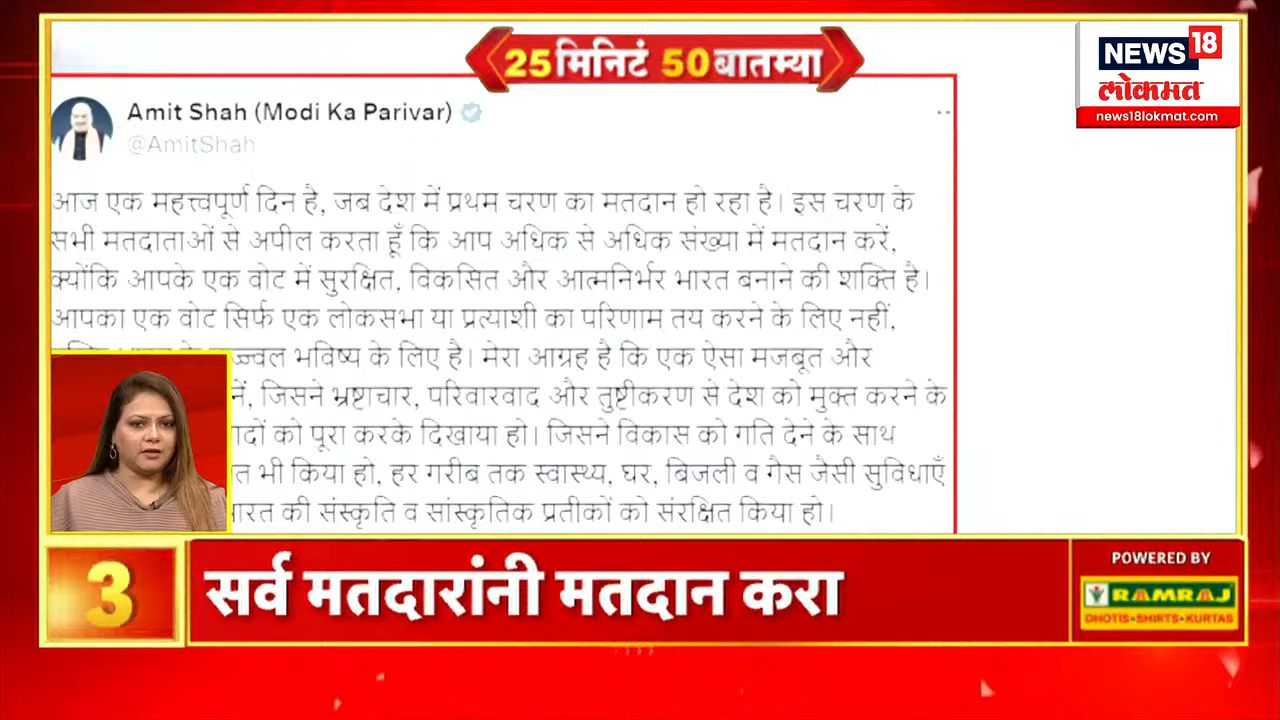 25 मिनिटं 50 बातम्या
NEWS 18
लोकमत
news18lokmat.com
Amit Shah (Modi Ka Parivar)
@AmitShah
आज एक महत्त्वपूर्ण दिन है, जब देश में प्रथम चरण का मतदान हो रहा है। इस चरण के
सभी मतदाताओं से अपील करता हूँ कि आप अधिक से अधिक संख्या में मतदान करें,
क्योंकि आपके एक वोट में सुरक्षित, विकसित और आत्मनिर्भर भारत बनाने की शक्ति है।
आपका एक वोट सिर्फ एक लोकसभा या प्रत्याशी का परिणाम तय करने के लिए नहीं,
भविष्य के लिए है। मेरा आग्रह है कि एक ऐसा मजबूत और
जिसने भ्रष्टाचार, परिवारवाद और तुष्टीकरण से देश को मुक्त करने के
को पूरा करके दिखाया हो। जिसने विकास को गति देने के साथ
भी किया हो, हर गरीब तक स्वास्थ्य, घर, बिजली व गैस जैसी सुविधाएँ
की संस्कृति व सांस्कृतिक प्रतीकों को संरक्षित किया हो।
3
सर्व मतदारांनी मतदान करा
POWERED BY
RAMRAJ
DHOTIS•SHIRTS•KURTAS